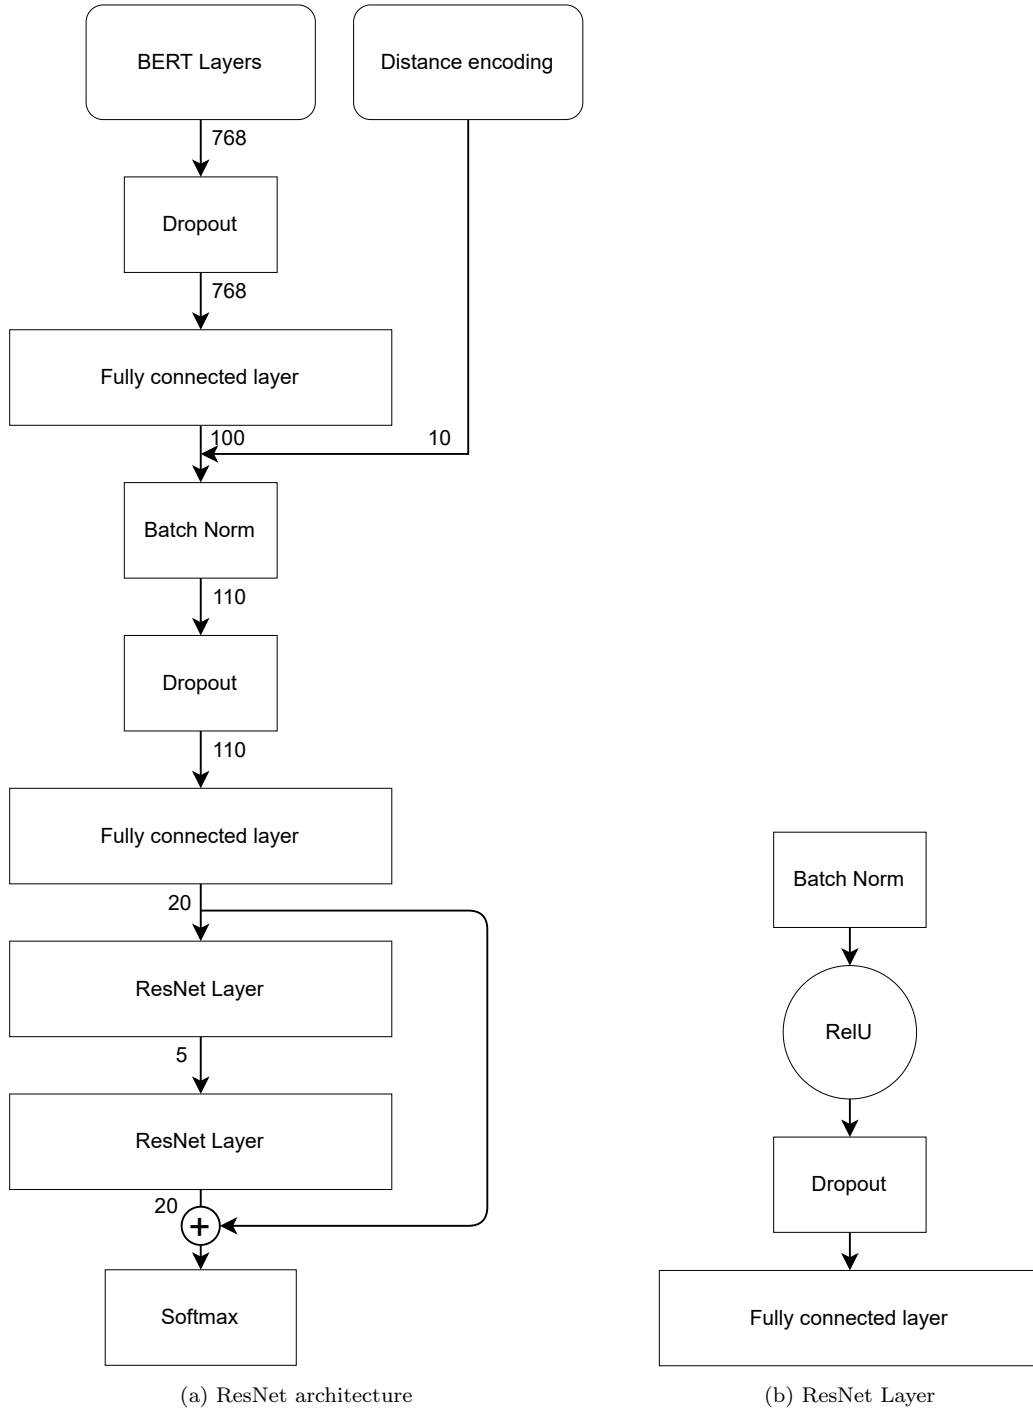 BERT Layers
Distance encoding
768
Dropout
768
Fully connected layer
100
10
Batch Norm
110
Dropout
110
Fully connected layer
20
ResNet Layer
5
ResNet Layer
20
+
Softmax
(a) ResNet architecture
Batch Norm
RelU
Dropout
Fully connected layer
(b) ResNet Layer